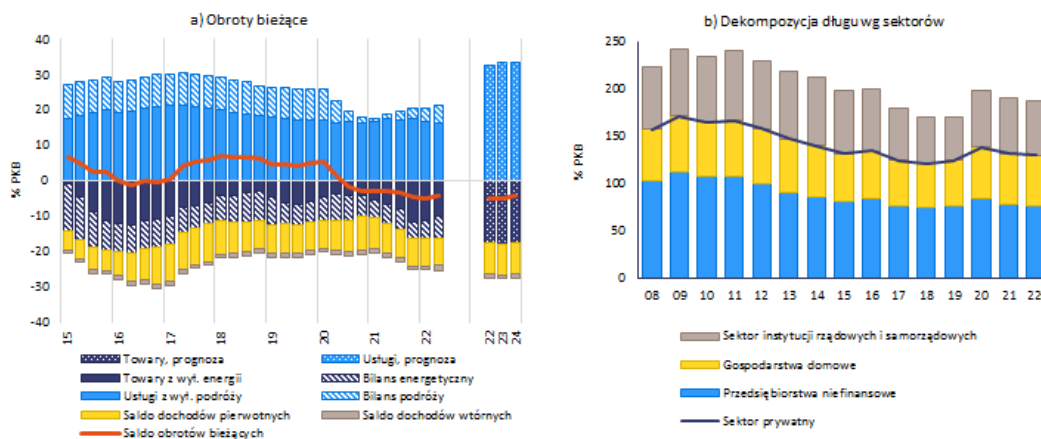 a) Obroty bieżące
% PKB
40
30
20
10
0
-10
-20
-30
-40
15
16
17
18
19
20
21
22
22
23
24
Towary, prognoza
Usługi, prognoza
Towary z wył. energii
Bilans energetyczny
Usługi z wył. podróży
Bilans podróży
Saldo dochodów pierwotnych
Saldo dochodów wtórnych
Saldo obrotów bieżących
b) Dekompozycja długu wg sektorów
% PKB
250
200
150
100
50
0
08 09 10 11 12 13 14 15 16 17 18 19 20 21 22
Sektor instytucji rządowych i samorządowych
Gospodarstwa domowe
Przedsiębiorstwa niefinansowe
Sektor prywatny